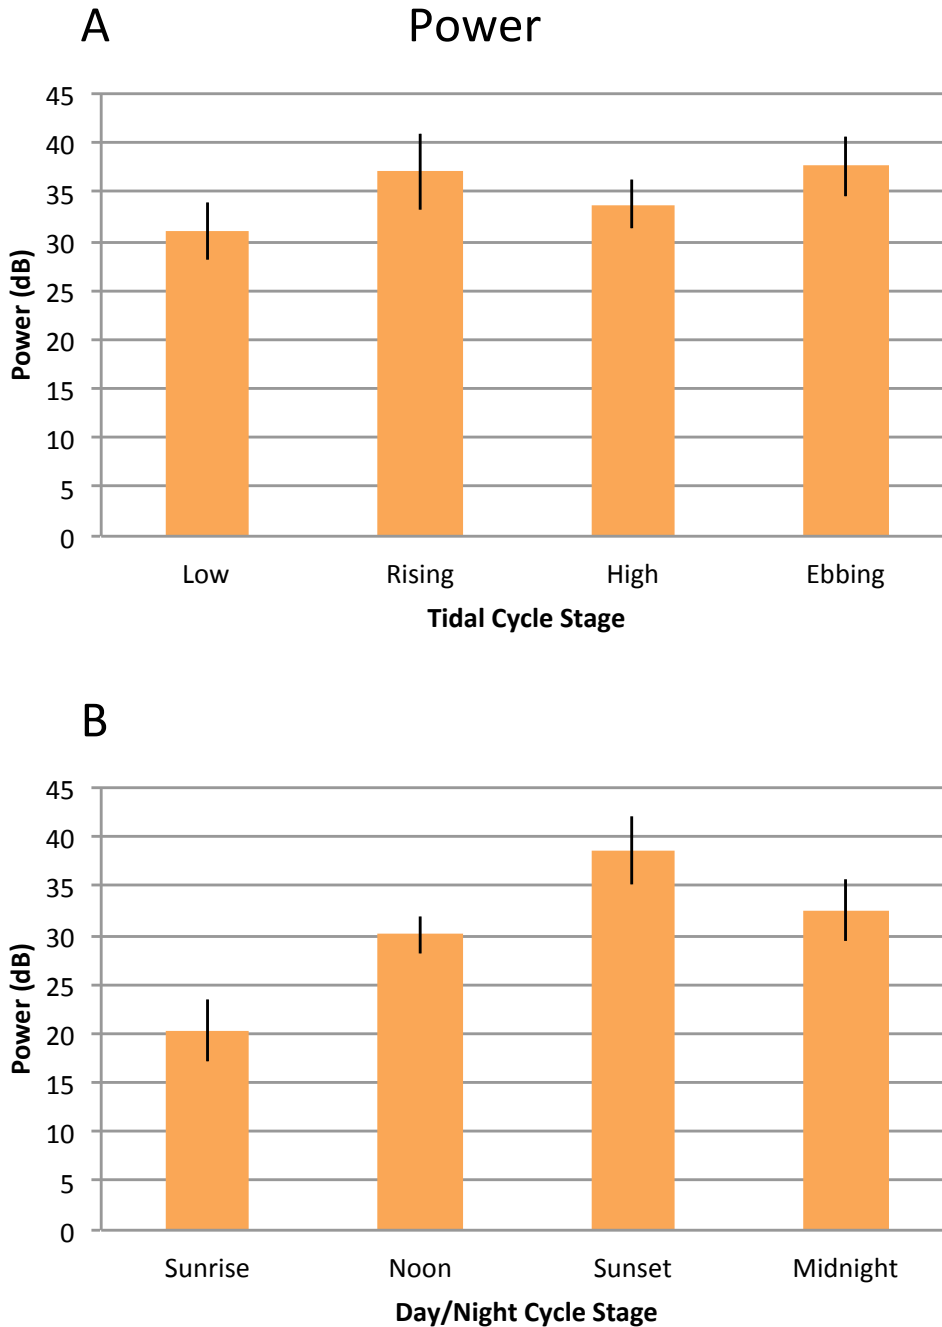 A
Power
45
40
35
30
25
20
15
10
5
0
Power (dB)
Low Rising High Ebbing
Tidal Cycle Stage
B
45
40
35
30
25
20
15
10
5
0
Power (dB)
Sunrise Noon Sunset Midnight
Day/Night Cycle Stage